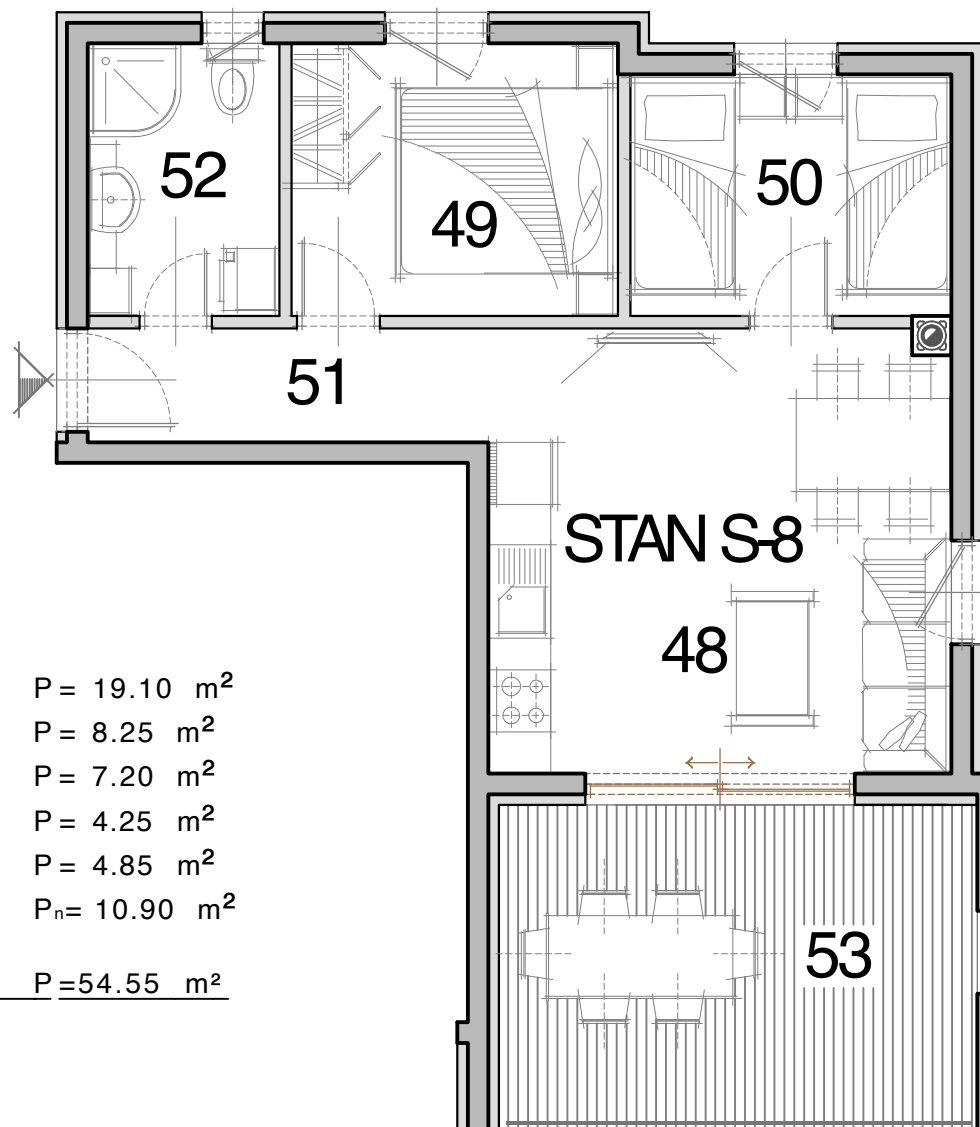 52
49
50
51
STAN S-8
48
P = 19.10 m²
P = 8.25 m²
P = 7.20 m²
P = 4.25 m²
P = 4.85 m²
Pn= 10.90 m²
P =54.55 m²
53